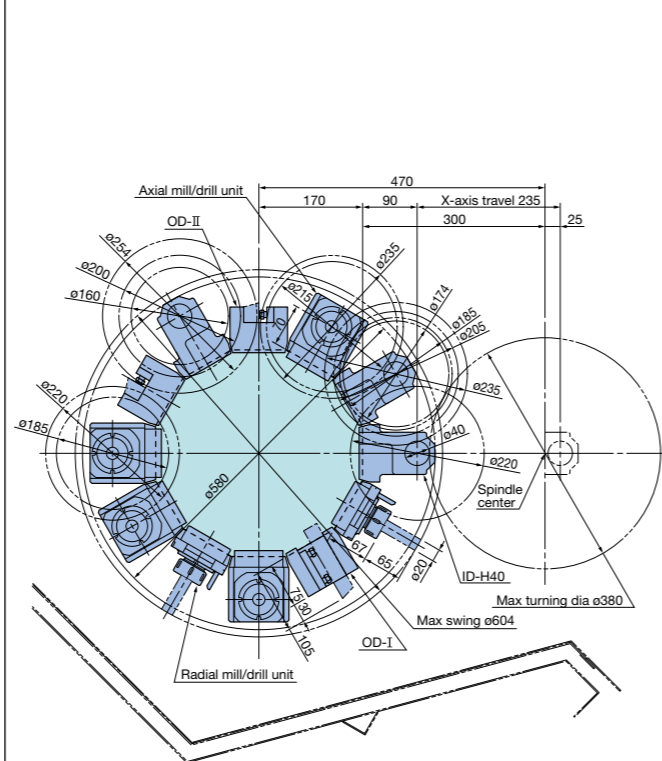 470
Axial mill/drill unit
170
90
X-axis travel 235
OD-II
300
25
ø254
ø235
ø200
ø215
ø174
ø160
ø185
ø205
ø220
ø235
ø185
ø40
ø220
ø580
Spindle
center
67
65
ø20
ID-H40
75
30
Max turning dia ø380
105
Max swing ø604
OD-I
Radial mill/drill unit